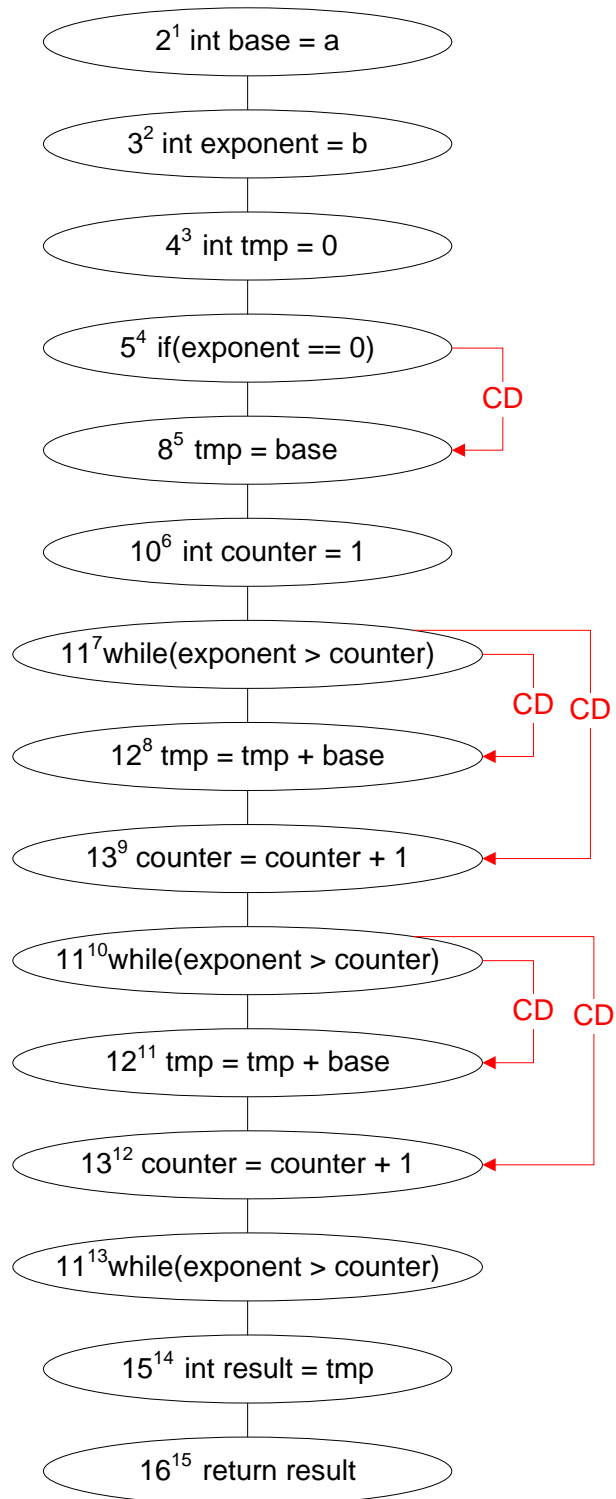 2¹ int base = a
3² int exponent = b
4³ int tmp = 0
5⁴ if(exponent == 0)
CD
8⁵ tmp = base
10⁶ int counter = 1
11⁷while(exponent > counter)
CD
CD
12⁸ tmp = tmp + base
13⁹ counter = counter + 1
11¹⁰while(exponent > counter)
CD
CD
12¹¹ tmp = tmp + base
13¹² counter = counter + 1
11¹³while(exponent > counter)
15¹⁴ int result = tmp
16¹⁵ return result